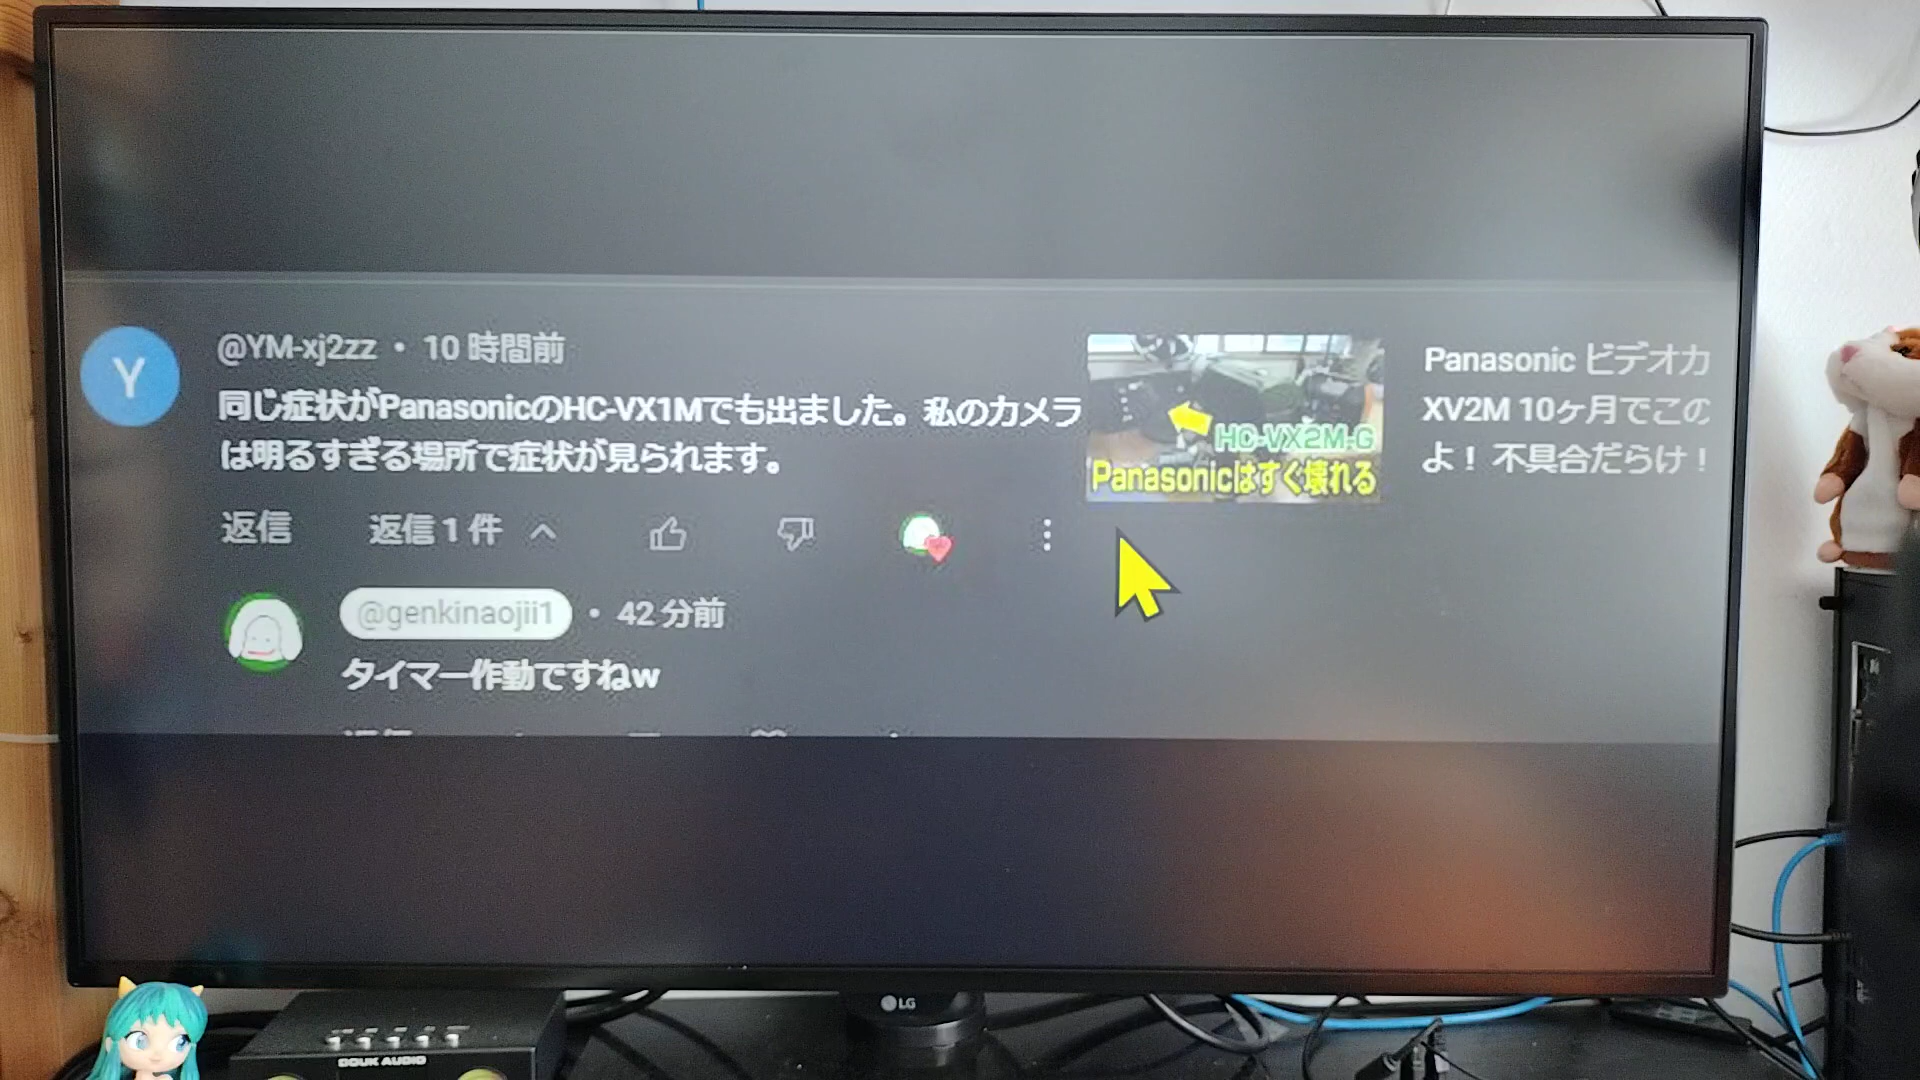 Y
@YM-xj2zz・10 時間前
同じ症状がPanasonicのHC-VX1Mでも出ました。私のカメラ
は明るすぎる場所で症状が見られます。
返信 返信 1 件
@genkinaojii1・42 分前
タイマー作動ですねw
HC-VX2M-G
Panasonicはすぐ壊れる
Panasonic ビデオカ
XV2M 10ヶ月でこの
よ！ 不具合だらけ！
LG
DOUK AUDIO